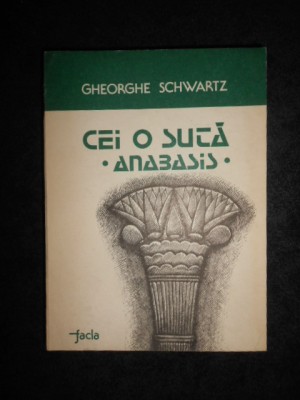 GHEORGHE SCHWARTZ
CEI O SUTĂ
• ANABASIS •
facla